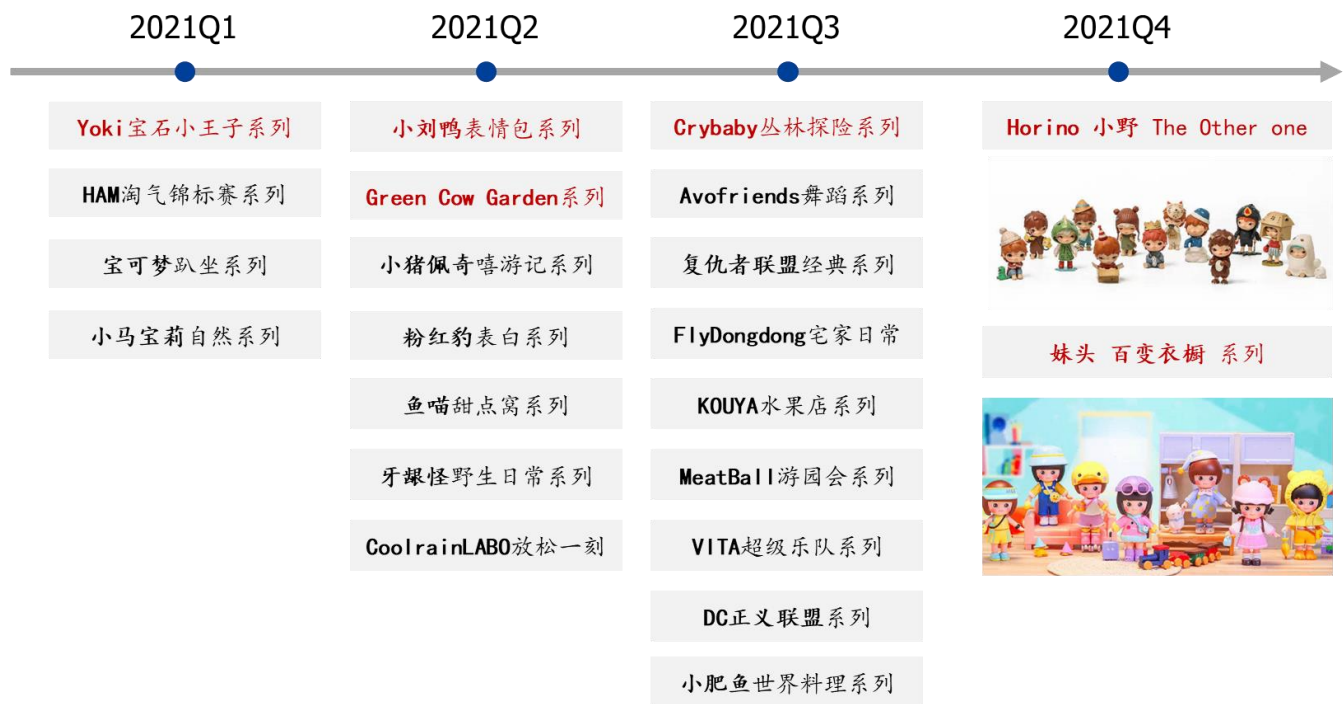 2021Q1
2021Q2
2021Q3
2021Q4
Yoki宝石小王子系列
HAM淘气锦标赛系列
宝可梦趴坐系列
小马宝莉自然系列
小刘鸭表情包系列
Green Cow Garden系列
小猪佩奇嘻游记系列
粉红豹表白系列
鱼喵甜点窝系列
牙龈怪野生日常系列
CoolrainLABO放松一刻
Crybaby丛林探险系列
Avofriends舞蹈系列
复仇者联盟经典系列
FlyDongdong宅家日常
KOUYA水果店系列
MeatBall游园会系列
VITA超级乐队系列
DC正义联盟系列
小肥鱼世界料理系列
Horino 小野 The Other one
妹头 百变衣橱 系列